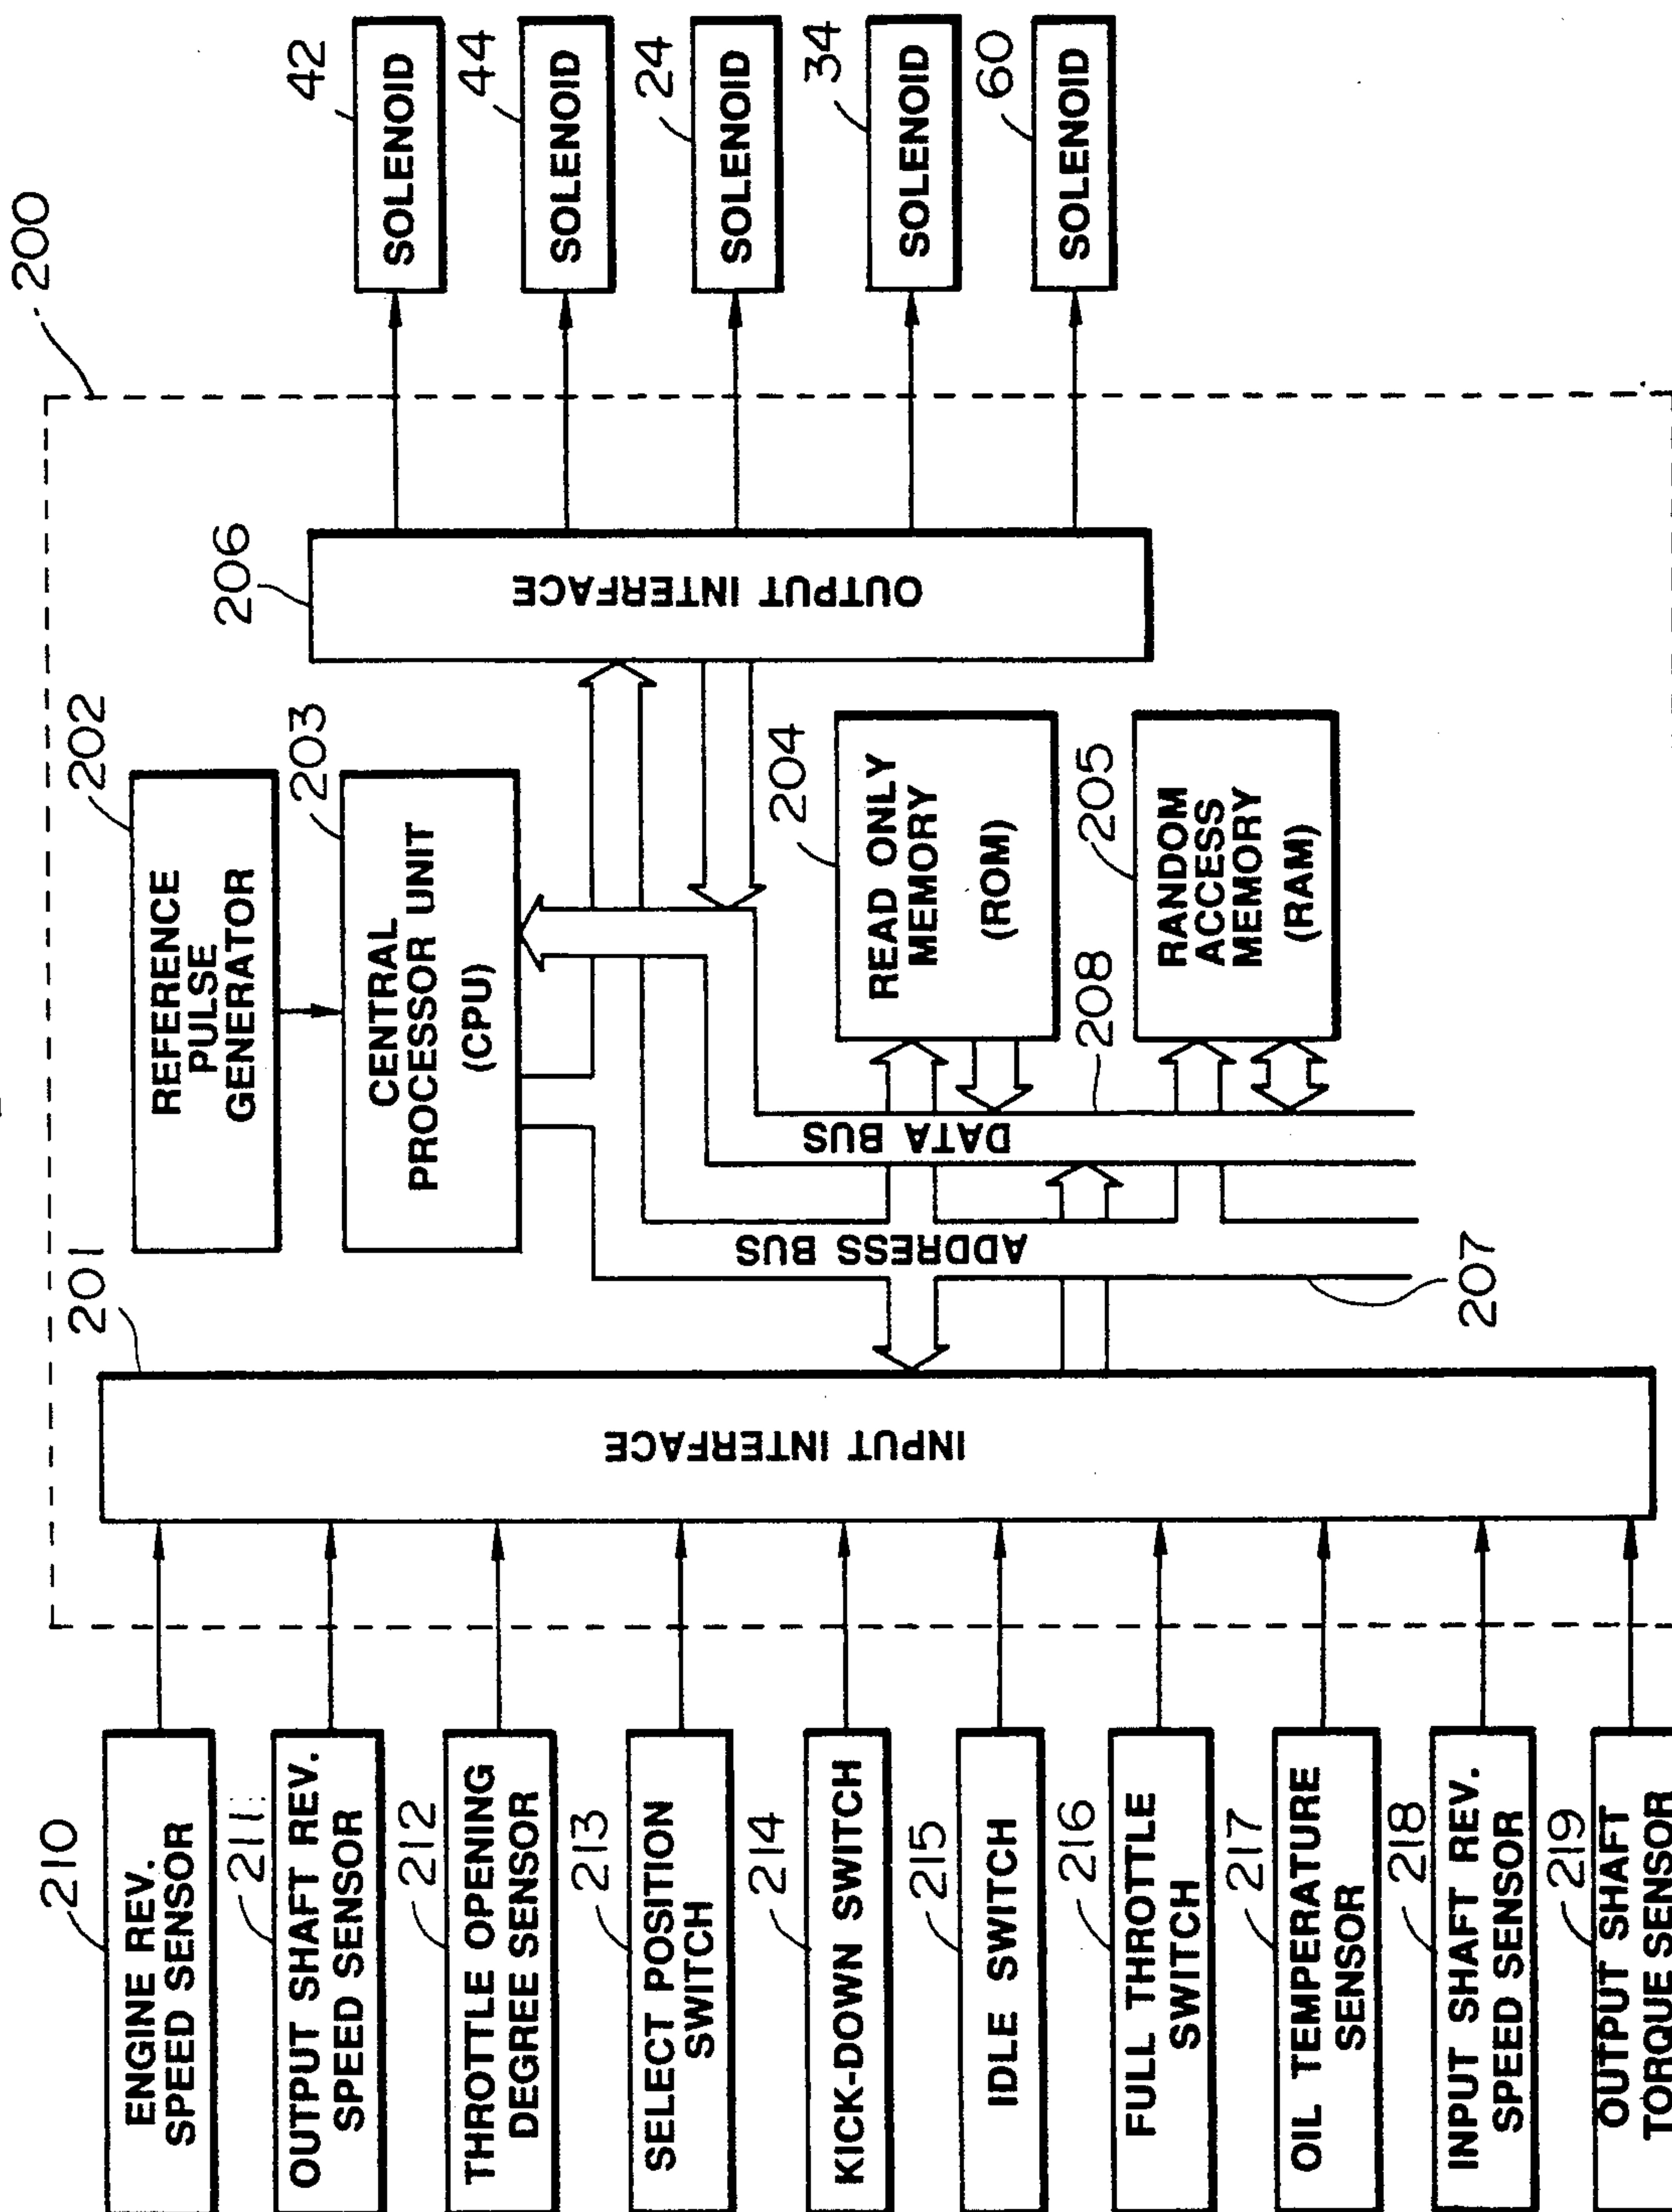 200
210
ENGINE REV.
SPEED SENSOR
211
OUTPUT SHAFT REV.
SPEED SENSOR
212
THROTTLE OPENING
DEGREE SENSOR
213
SELECT POSITION
SWITCH
214
KICK-DOWN SWITCH
215
IDLE SWITCH
216
FULL THROTTLE
SWITCH
217
OIL TEMPERATURE
SENSOR
218
INPUT SHAFT REV.
SPEED SENSOR
219
OUTPUT SHAFT
TORQUE SENSOR
201
INPUT INTERFACE
202
REFERENCE
PULSE
GENERATOR
203
CENTRAL
PROCESSOR UNIT
(CPU)
ADDRESS BUS
207
DATA BUS
208
204
READ ONLY
MEMORY
(ROM)
205
RANDOM
ACCESS
MEMORY
(RAM)
206
OUTPUT INTERFACE
42
SOLENOID
44
SOLENOID
24
SOLENOID
34
SOLENOID
60
SOLENOID